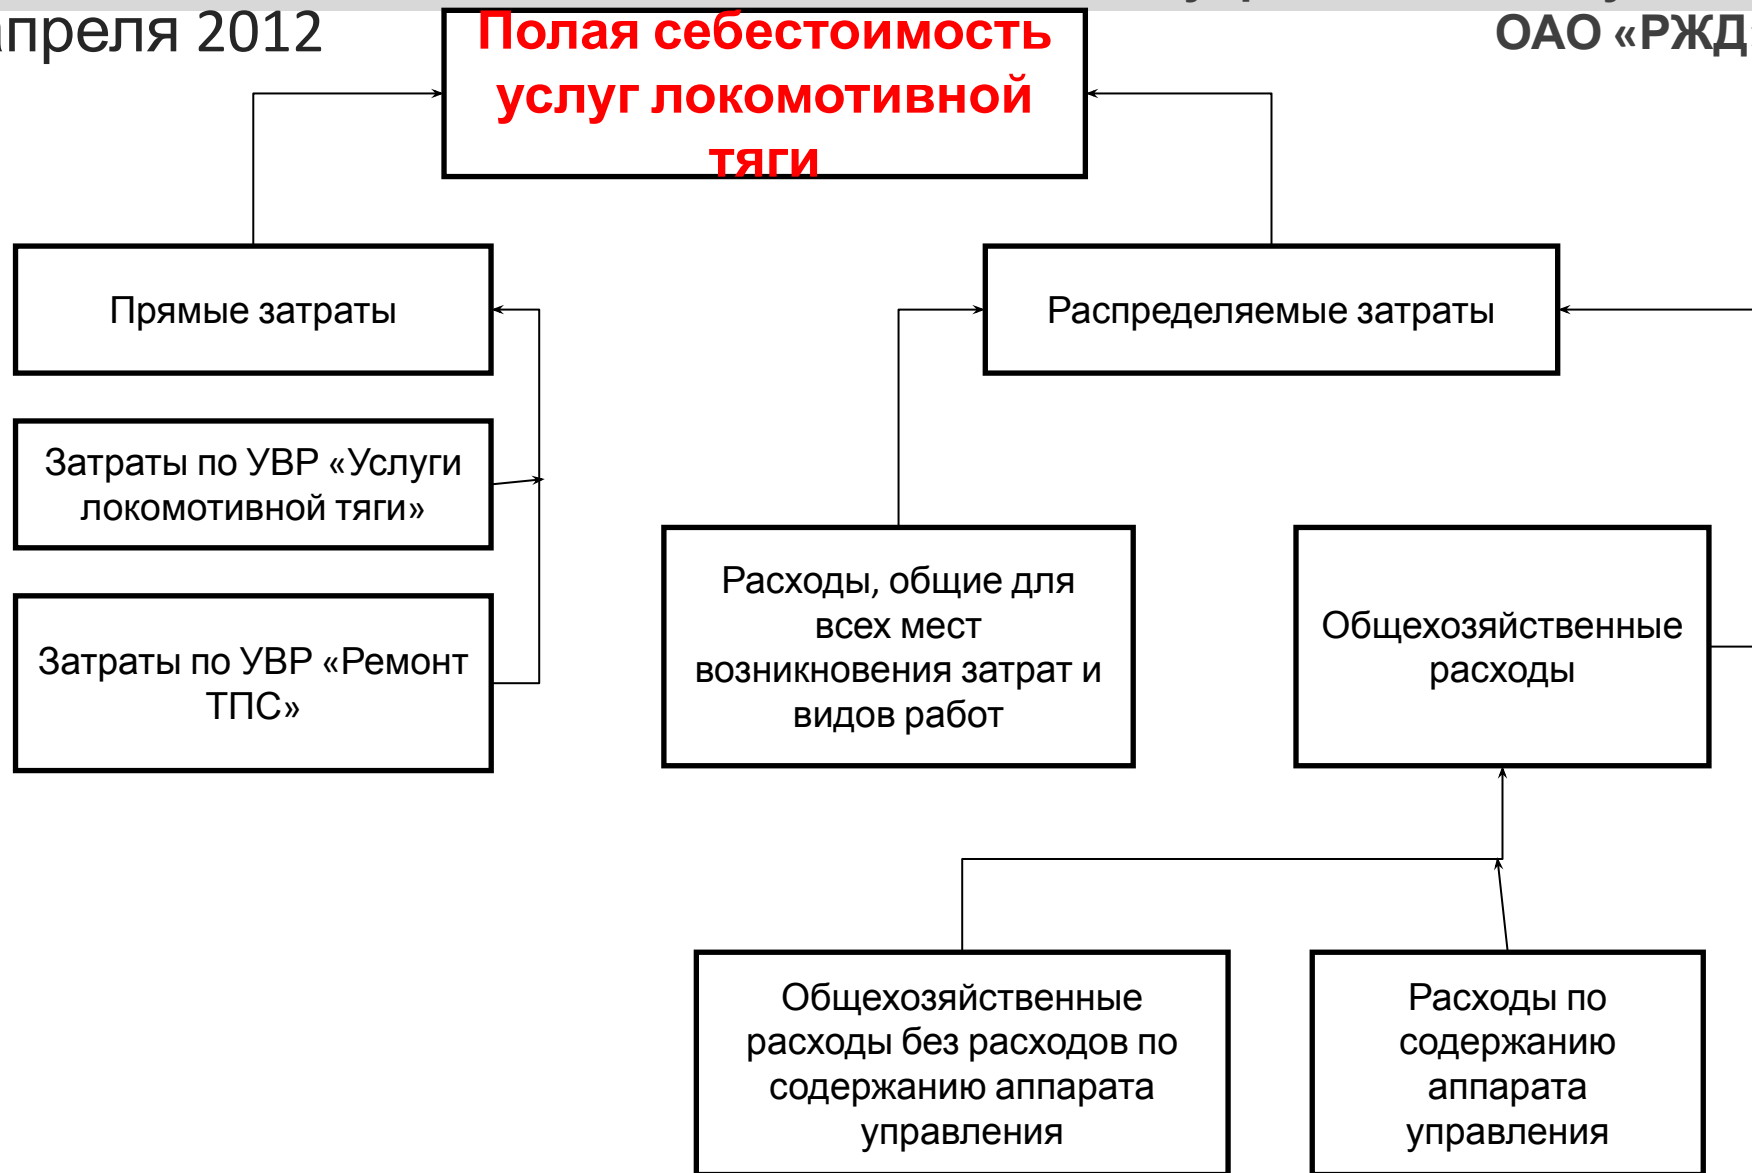 апреля 2012
ОАО «РЖД»
Полая себестоимость
услуг локомотивной
тяги
Прямые затраты
Распределяемые затраты
Затраты по УВР «Услуги
локомотивной тяги»
Затраты по УВР «Ремонт
ТПС»
Расходы, общие для
всех мест
возникновения затрат и
видов работ
Общехозяйственные
расходы
Общехозяйственные
расходы без расходов по
содержанию аппарата
управления
Расходы по
содержанию
аппарата
управления